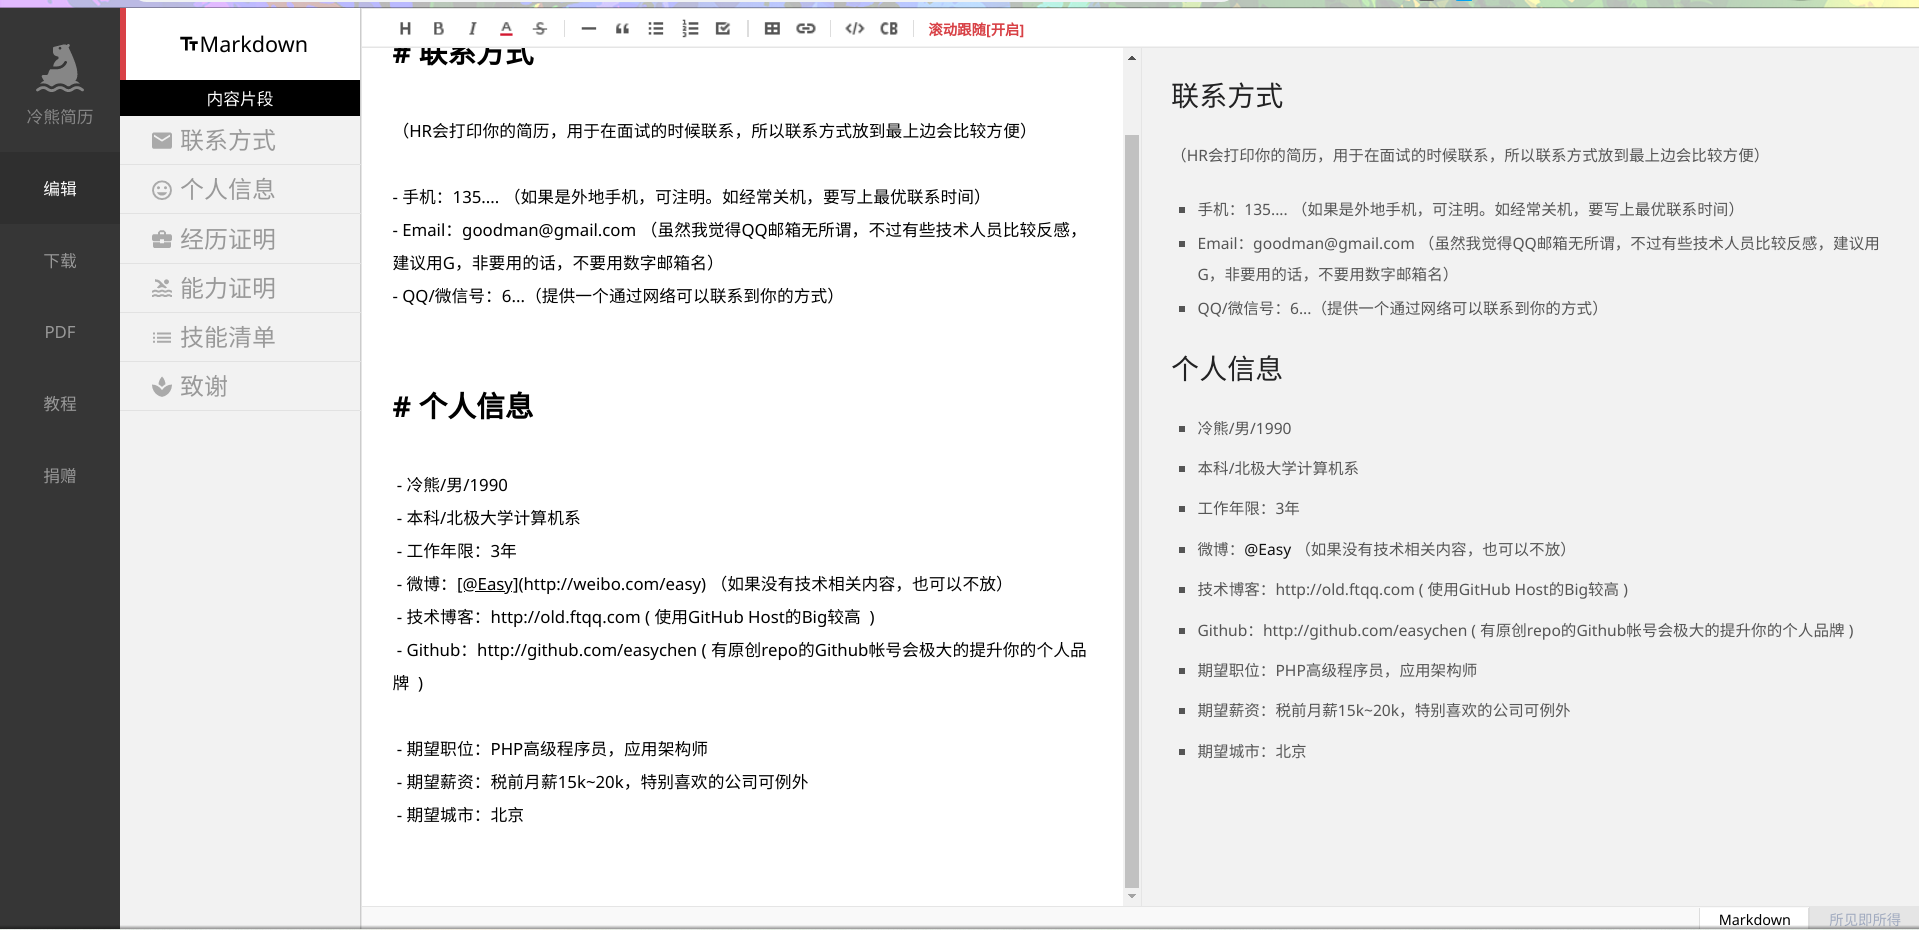 H B I A S 滚动跟随[开启]
CB
冷熊简历
编辑
下载
PDF
教程
捐赠
TT Markdown
内容片段
联系方式
个人信息
经历证明
能力证明
技能清单
致谢
# 联系方式
（HR会打印你的简历，用于在面试的时候联系，所以联系方式放到最上边会比较方便）
- 手机：135.... （如果是外地手机，可注明。如经常关机，要写上最优联系时间）
- Email：goodman@gmail.com （虽然我觉得QQ邮箱无所谓，不过有些技术人员比较反感，
建议用G，非要用的话，不要用数字邮箱名）
- QQ/微信号：6...（提供一个通过网络可以联系到你的方式）
# 个人信息
- 冷熊/男/1990
- 本科/北极大学计算机系
- 工作年限：3年
- 微博：[@Easy](http://weibo.com/easy) （如果没有技术相关内容，也可以不放）
- 技术博客：http://old.ftqq.com ( 使用GitHub Host的Big较高 )
- Github：http://github.com/easychen ( 有原创repo的Github帐号会极大的提升你的个人品
牌 )
- 期望职位：PHP高级程序员，应用架构师
- 期望薪资：税前月薪15k~20k，特别喜欢的公司可例外
- 期望城市：北京
联系方式
（HR会打印你的简历，用于在面试的时候联系，所以联系方式放到最上边会比较方便）
手机：135.... （如果是外地手机，可注明。如经常关机，要写上最优联系时间）
Email：goodman@gmail.com （虽然我觉得QQ邮箱无所谓，不过有些技术人员比较反感，建议用
G，非要用的话，不要用数字邮箱名）
QQ/微信号：6...（提供一个通过网络可以联系到你的方式）
个人信息
冷熊/男/1990
本科/北极大学计算机系
工作年限：3年
微博：@Easy （如果没有技术相关内容，也可以不放）
技术博客：http://old.ftqq.com ( 使用GitHub Host的Big较高 )
Github：http://github.com/easychen ( 有原创repo的Github帐号会极大的提升你的个人品牌 )
期望职位：PHP高级程序员，应用架构师
期望薪资：税前月薪15k~20k，特别喜欢的公司可例外
期望城市：北京
Markdown
所见即所得